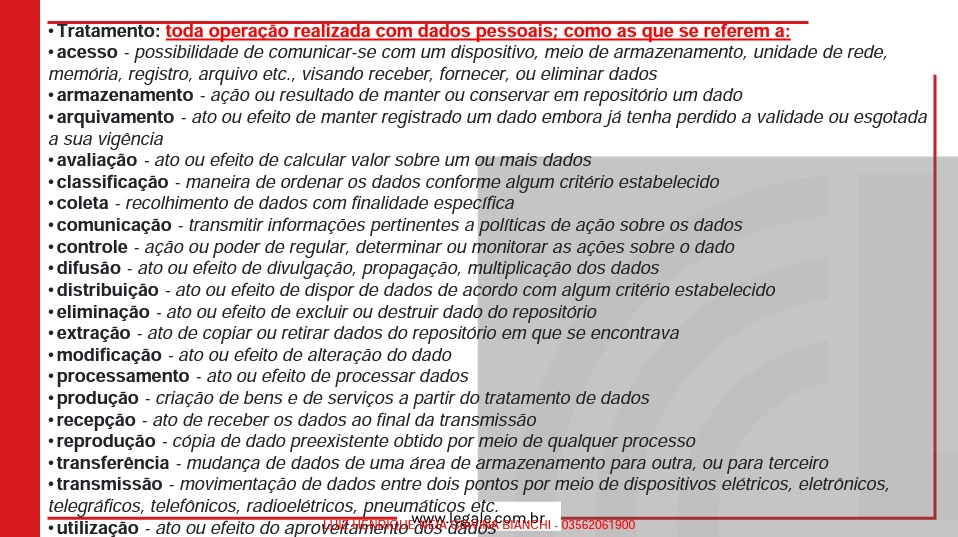 •Tratamento: toda operação realizada com dados pessoais; como as que se referem a:
•acesso - possibilidade de comunicar-se com um dispositivo, meio de armazenamento, unidade de rede,
memória, registro, arquivo etc., visando receber, fornecer, ou eliminar dados
•armazenamento - ação ou resultado de manter ou conservar em repositório um dado
•arquivamento - ato ou efeito de manter registrado um dado embora já tenha perdido a validade ou esgotada
a sua vigência
•avaliação - ato ou efeito de calcular valor sobre um ou mais dados
•classificação - maneira de ordenar os dados conforme algum critério estabelecido
•coleta - recolhimento de dados com finalidade específica
•comunicação - transmitir informações pertinentes a políticas de ação sobre os dados
•controle - ação ou poder de regular, determinar ou monitorar as ações sobre o dado
•difusão - ato ou efeito de divulgação, propagação, multiplicação dos dados
•distribuição - ato ou efeito de dispor de dados de acordo com algum critério estabelecido
•eliminação - ato ou efeito de excluir ou destruir dado do repositório
•extração - ato de copiar ou retirar dados do repositório em que se encontrava
•modificação - ato ou efeito de alteração do dado
•processamento - ato ou efeito de processar dados
•produção - criação de bens e de serviços a partir do tratamento de dados
•recepção - ato de receber os dados ao final da transmissão
•reprodução - cópia de dado preexistente obtido por meio de qualquer processo
•transferência - mudança de dados de uma área de armazenamento para outra, ou para terceiro
•transmissão - movimentação de dados entre dois pontos por meio de dispositivos elétricos, eletrônicos,
telegráficos, telefônicos, radioelétricos, pneumáticos etc.
www.legale.com.br
LUIZ HENRIQUE BIANCHI - 03562061900
•utilização - ato ou efeito do aproveitamento dos dados